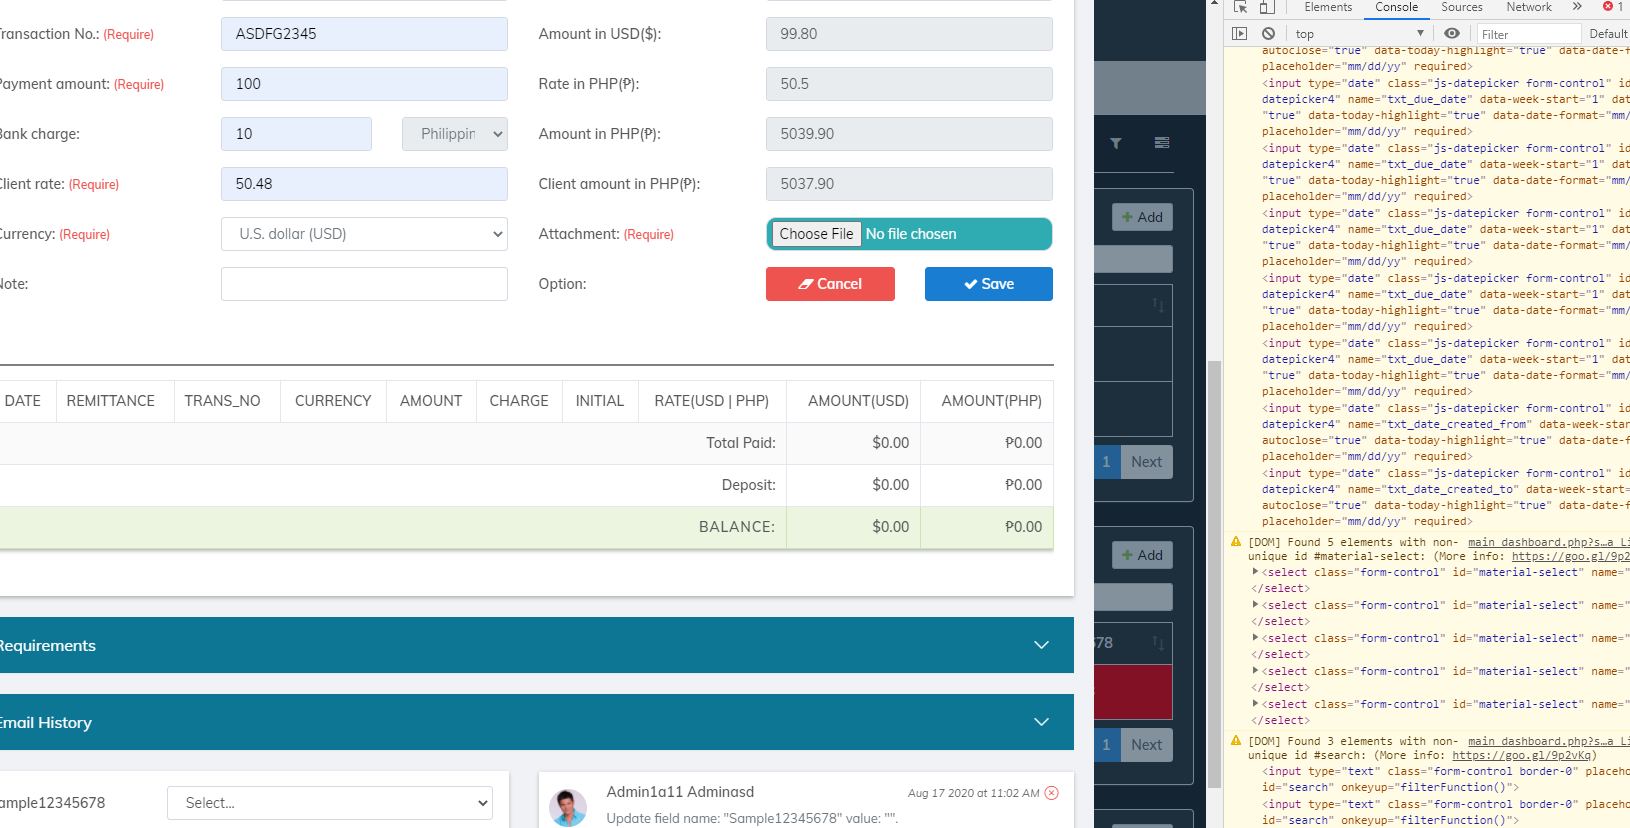 Transaction No.: (Require) ASDFG2345 Amount in USD($): 99.80
Payment amount: (Require) 100 Rate in PHP(₱): 50.5
Bank charge: 10 Philippin Amount in PHP(₱): 5039.90
Client rate: (Require) 50.48 Client amount in PHP(₱): 5037.90
Currency: (Require) U.S. dollar (USD) Attachment: (Require) Choose File No file chosen
Note: Option: Cancel Save
DATE REMITTANCE TRANS_NO CURRENCY AMOUNT CHARGE INITIAL RATE(USD | PHP) AMOUNT(USD) AMOUNT(PHP)
Total Paid: $0.00 ₱0.00
Deposit: $0.00 ₱0.00
BALANCE: $0.00 ₱0.00
Requirements
Email History
ample12345678 Select...
Admin1a11 Adminasd Aug 17 2020 at 11:02 AM
Update field name: "Sample12345678" value: "".
+ Add
1 Next
+ Add
678
1 Next
Elements Console Sources Network » 1
top Filter Default
autoclose="true" data-today-highlight="true" data-date-f
placeholder="mm/dd/yy" required>
<input type="date" class="js-datepicker form-control" id
datepicker4" name="txt_due_date" data-week-start="1" dat
"true" data-today-highlight="true" data-date-format="mm/
placeholder="mm/dd/yy" required>
<input type="date" class="js-datepicker form-control" id
datepicker4" name="txt_due_date" data-week-start="1" dat
"true" data-today-highlight="true" data-date-format="mm/
placeholder="mm/dd/yy" required>
<input type="date" class="js-datepicker form-control" id
datepicker4" name="txt_due_date" data-week-start="1" dat
"true" data-today-highlight="true" data-date-format="mm/
placeholder="mm/dd/yy" required>
<input type="date" class="js-datepicker form-control" id
datepicker4" name="txt_due_date" data-week-start="1" dat
"true" data-today-highlight="true" data-date-format="mm/
placeholder="mm/dd/yy" required>
<input type="date" class="js-datepicker form-control" id
datepicker4" name="txt_due_date" data-week-start="1" dat
"true" data-today-highlight="true" data-date-format="mm/
placeholder="mm/dd/yy" required>
<input type="date" class="js-datepicker form-control" id
datepicker4" name="txt_date_created_from" data-week-star
autoclose="true" data-today-highlight="true" data-date-f
placeholder="mm/dd/yy" required>
<input type="date" class="js-datepicker form-control" id
datepicker4" name="txt_date_created_to" data-week-start=
autoclose="true" data-today-highlight="true" data-date-f
placeholder="mm/dd/yy" required>
[DOM] Found 5 elements with non- main dashboard.php?s…a Li
unique id #material-select: (More info: https://goo.gl/9p2
<select class="form-control" id="material-select" name="
</select>
<select class="form-control" id="material-select" name="
</select>
<select class="form-control" id="material-select" name="
</select>
<select class="form-control" id="material-select" name="
</select>
<select class="form-control" id="material-select" name="
</select>
[DOM] Found 3 elements with non- main dashboard.php?s…a Li
unique id #search: (More info: https://goo.gl/9p2vKq)
<input type="text" class="form-control border-0" placeho
id="search" onkeyup="filterFunction()">
<input type="text" class="form-control border-0" placeho
id="search" onkeyup="filterFunction()">